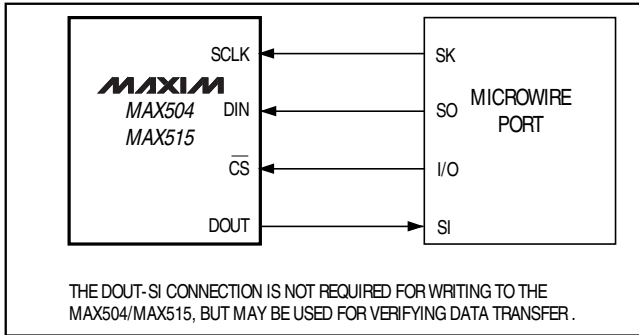 SCLK SK
MAXIM
MAX504 DIN SO MICROWIRE
MAX515 PORT
CS I/O
DOUT SI
THE DOUT-SI CONNECTION IS NOT REQUIRED FOR WRITING TO THE
MAX504/MAX515, BUT MAY BE USED FOR VERIFYING DATA TRANSFER .